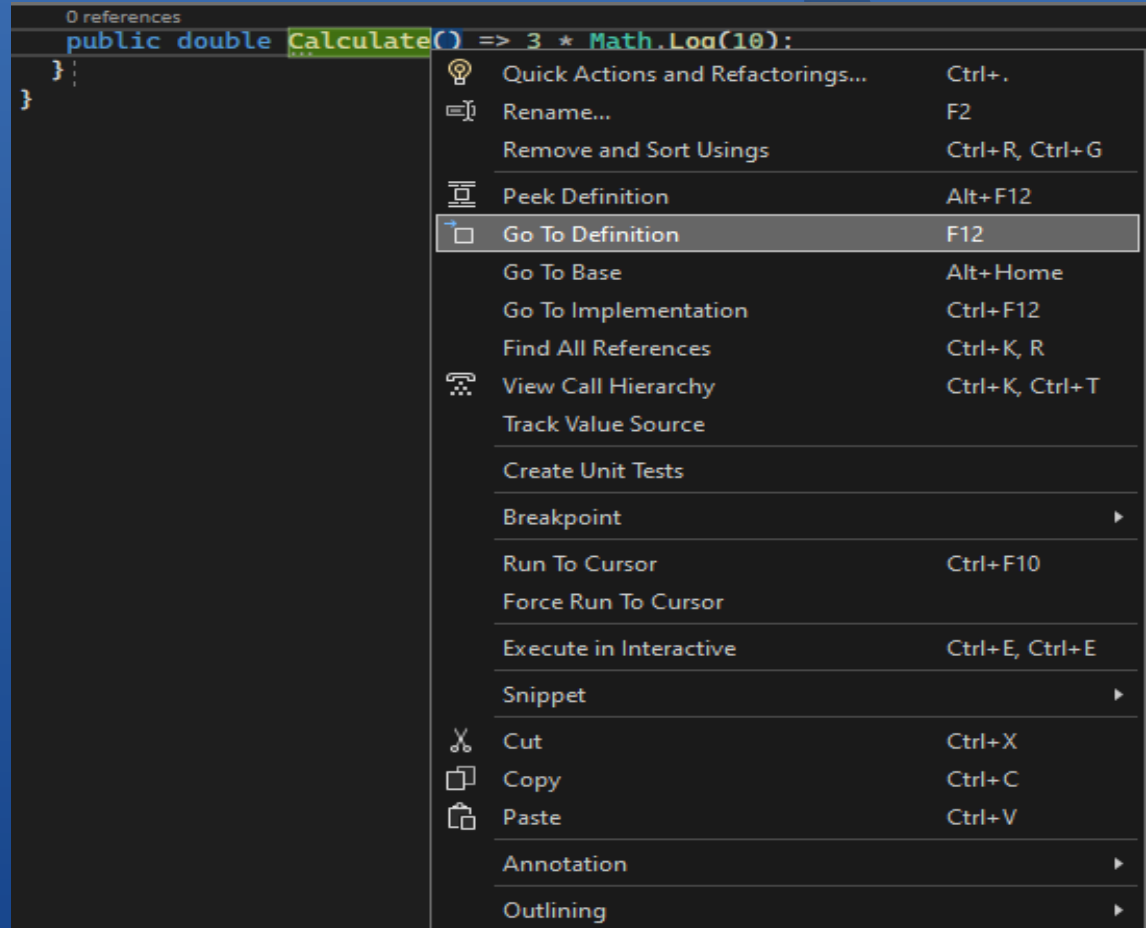 0 references
public double Calculate() => 3 * Math.Log(10);
}
}
Quick Actions and Refactorings... Ctrl+.
Rename... F2
Remove and Sort Usings Ctrl+R, Ctrl+G
Peek Definition Alt+F12
Go To Definition F12
Go To Base Alt+Home
Go To Implementation Ctrl+F12
Find All References Ctrl+K, R
View Call Hierarchy Ctrl+K, Ctrl+T
Track Value Source
Create Unit Tests
Breakpoint
Run To Cursor Ctrl+F10
Force Run To Cursor
Execute in Interactive Ctrl+E, Ctrl+E
Snippet
Cut Ctrl+X
Copy Ctrl+C
Paste Ctrl+V
Annotation
Outlining